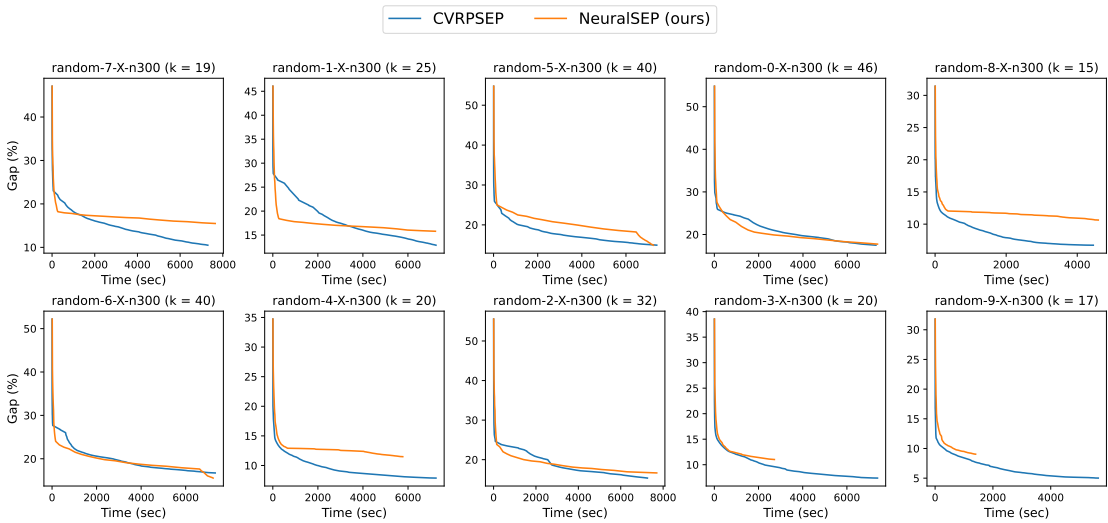 CVRPSEP NeuralSEP (ours)
random-7-X-n300 (k = 19) random-1-X-n300 (k = 25) random-5-X-n300 (k = 40) random-0-X-n300 (k = 46) random-8-X-n300 (k = 15)
Gap (%)
40
30
20
10
0 2000 4000 6000 8000
Time (sec)
45
40
35
30
25
20
15
0 2000 4000 6000
Time (sec)
50
40
30
20
0 2000 4000 6000
Time (sec)
50
40
30
20
0 2000 4000 6000
Time (sec)
30
25
20
15
10
0 2000 4000
Time (sec)
random-6-X-n300 (k = 40) random-4-X-n300 (k = 20) random-2-X-n300 (k = 32) random-3-X-n300 (k = 20) random-9-X-n300 (k = 17)
Gap (%)
50
40
30
20
0 2000 4000 6000
Time (sec)
35
30
25
20
15
10
0 2000 4000 6000
Time (sec)
50
40
30
20
0 2000 4000 6000 8000
Time (sec)
40
35
30
25
20
15
10
0 2000 4000 6000
Time (sec)
30
25
20
15
10
5
0 2000 4000
Time (sec)